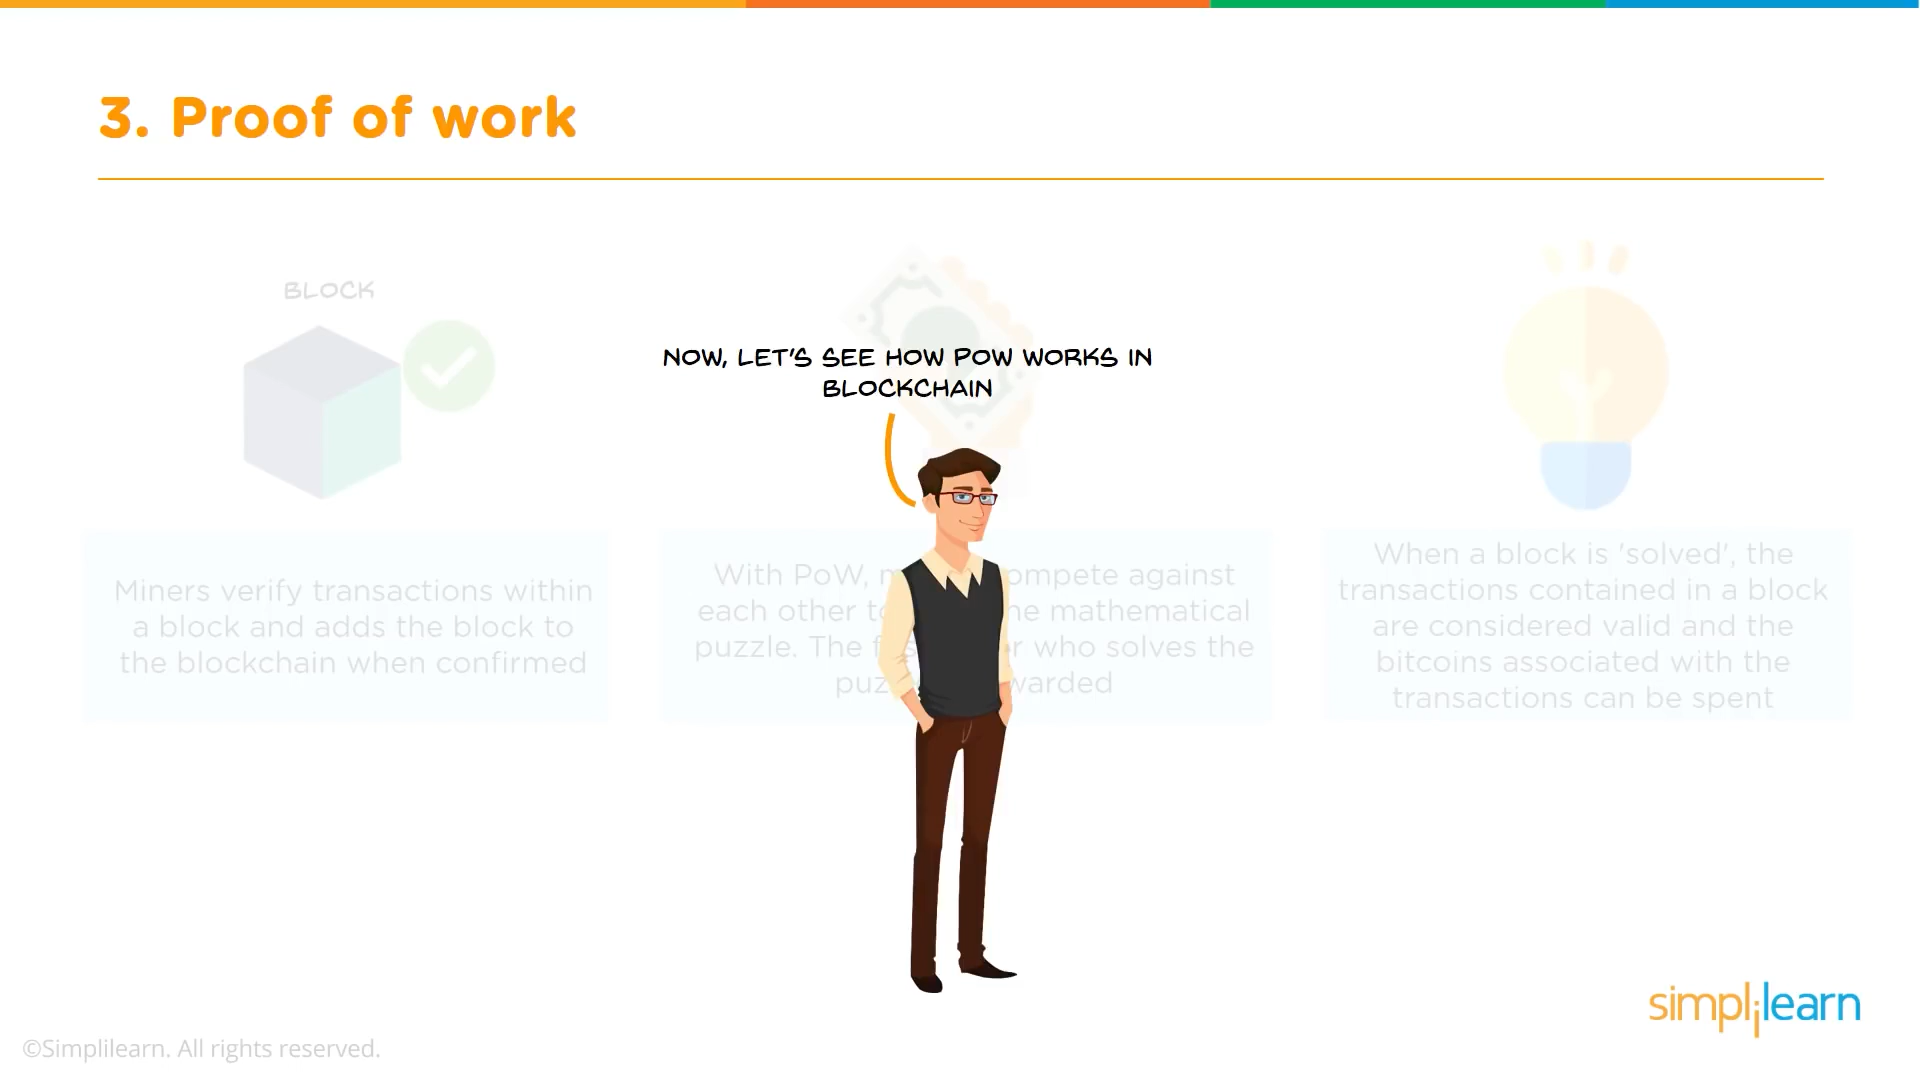 3. Proof of work
BLOCK
NOW, LET'S SEE HOW POW WORKS IN
BLOCKCHAIN
Miners verify transactions within
a block and adds the block to
the blockchain when confirmed
With PoW, ompete against
each other mathematical
puzzle. The who solves the
When a block is 'solved', the
transactions contained in a block
are considered valid and the
bitcoins associated with the
transactions can be spent
simplilearn
©Simplilearn. All rights reserved.